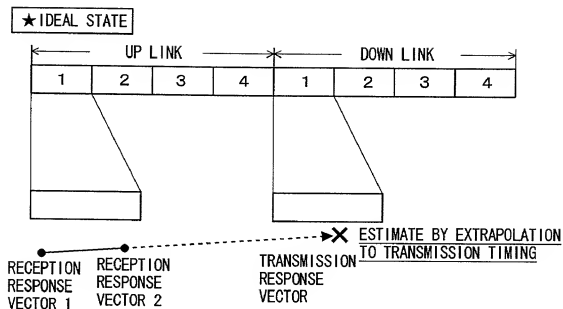 ★IDEAL STATE
UP LINK DOWN LINK
1 2 3 4 1 2 3 4
ESTIMATE BY EXTRAPOLATION
TO TRANSMISSION TIMING
RECEPTION
RESPONSE
VECTOR 1
RECEPTION
RESPONSE
VECTOR 2
TRANSMISSION
RESPONSE
VECTOR